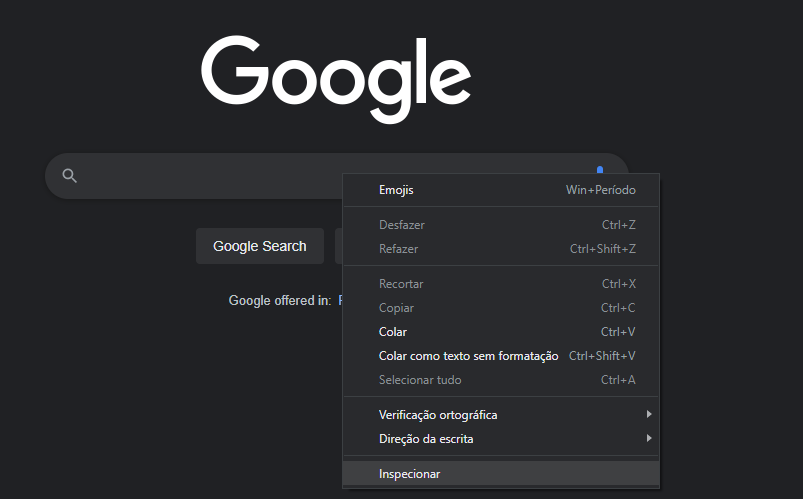 Google
Emojis Win+Período
Desfazer Ctrl+Z
Refazer Ctrl+Shift+Z
Google Search
Recortar Ctrl+X
Google offered in:
Copiar Ctrl+C
Colar Ctrl+V
Colar como texto sem formatação Ctrl+Shift+V
Selecionar tudo Ctrl+A
Verificação ortográfica
Direção da escrita
Inspecionar